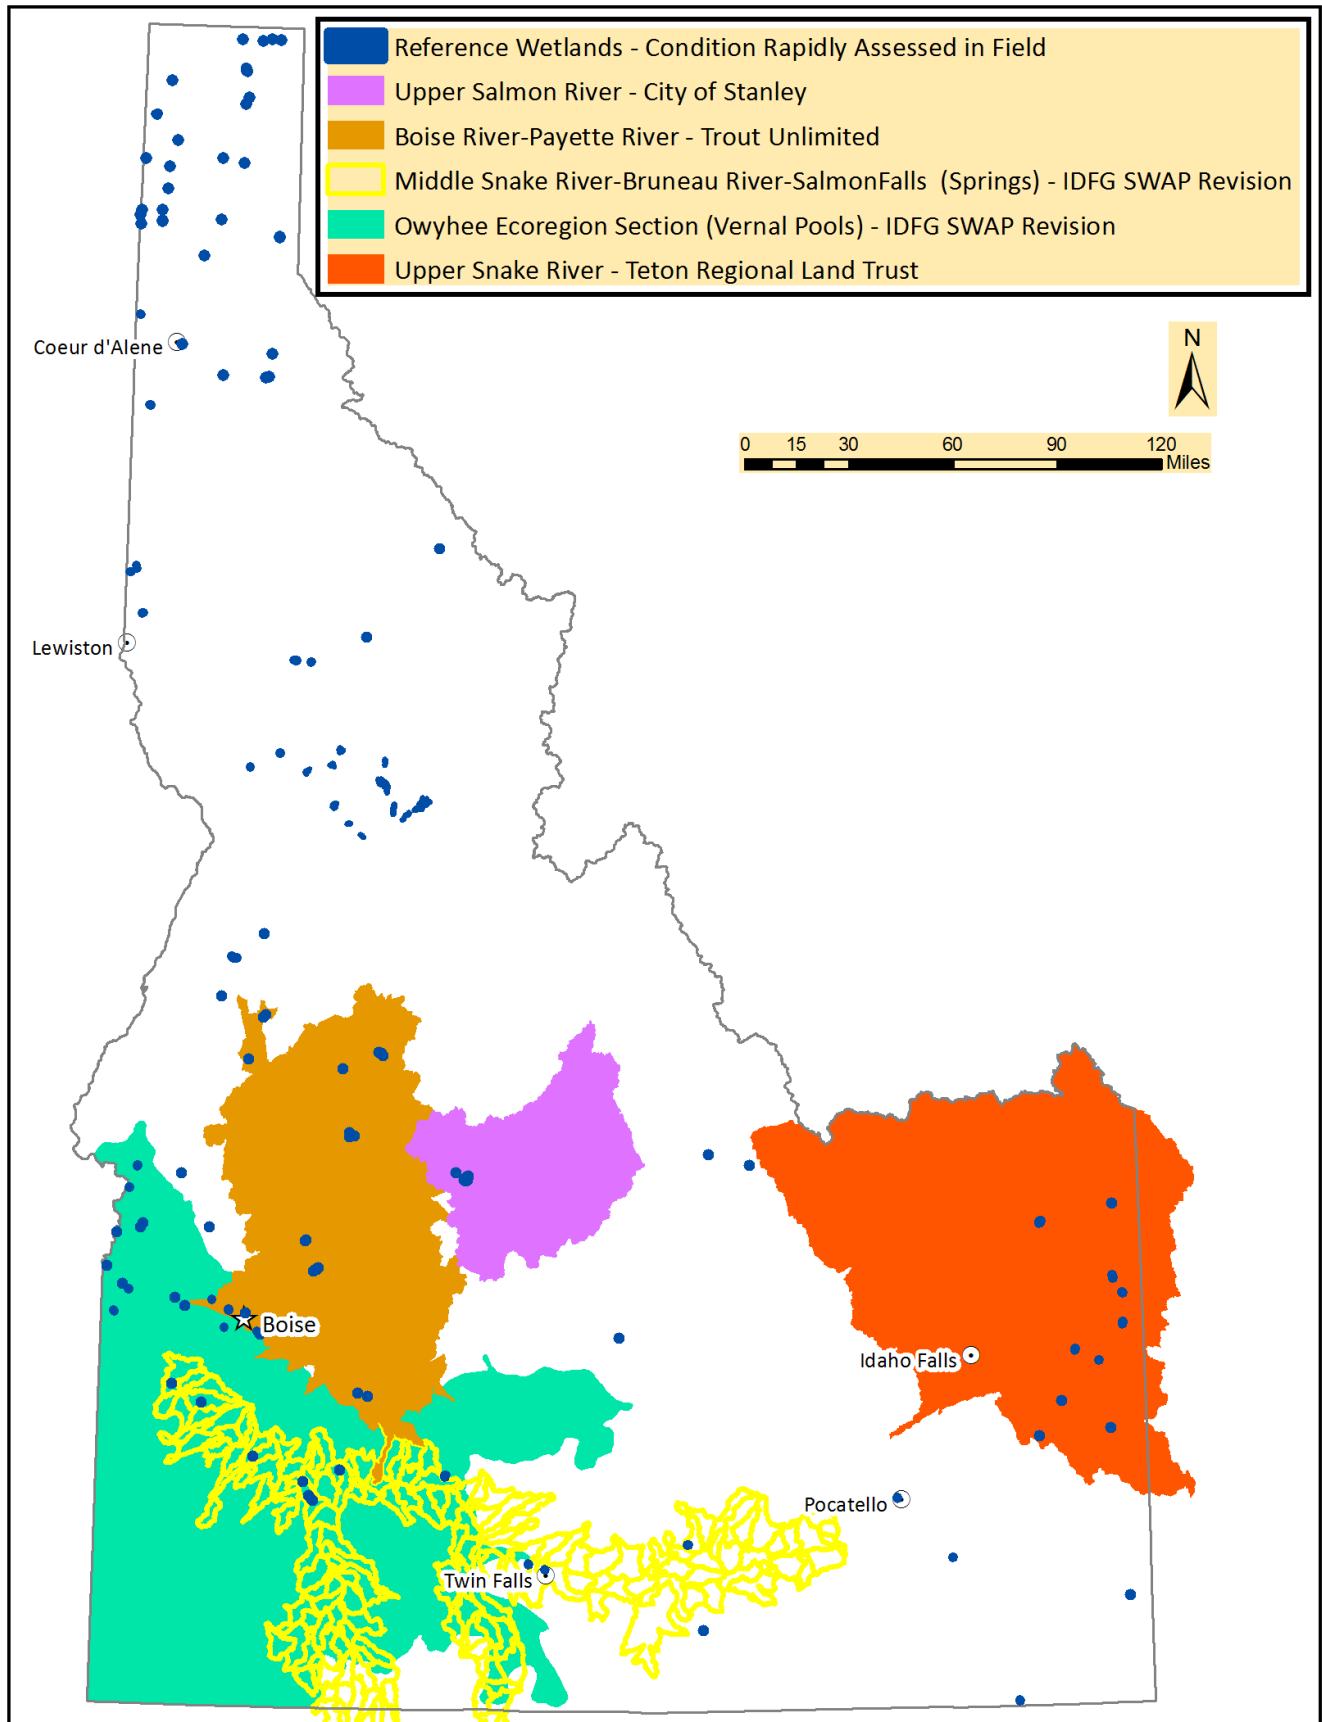 Reference Wetlands - Condition Rapidly Assessed in Field
Upper Salmon River - City of Stanley
Boise River-Payette River - Trout Unlimited
Middle Snake River-Bruneau River-SalmonFalls (Springs) - IDFG SWAP Revision
Owyhee Ecoregion Section (Vernal Pools) - IDFG SWAP Revision
Upper Snake River - Teton Regional Land Trust
N
Coeur d'Alene
0 15 30 60 90 120
Miles
Lewiston
Boise
Idaho Falls
Pocatello
Twin Falls